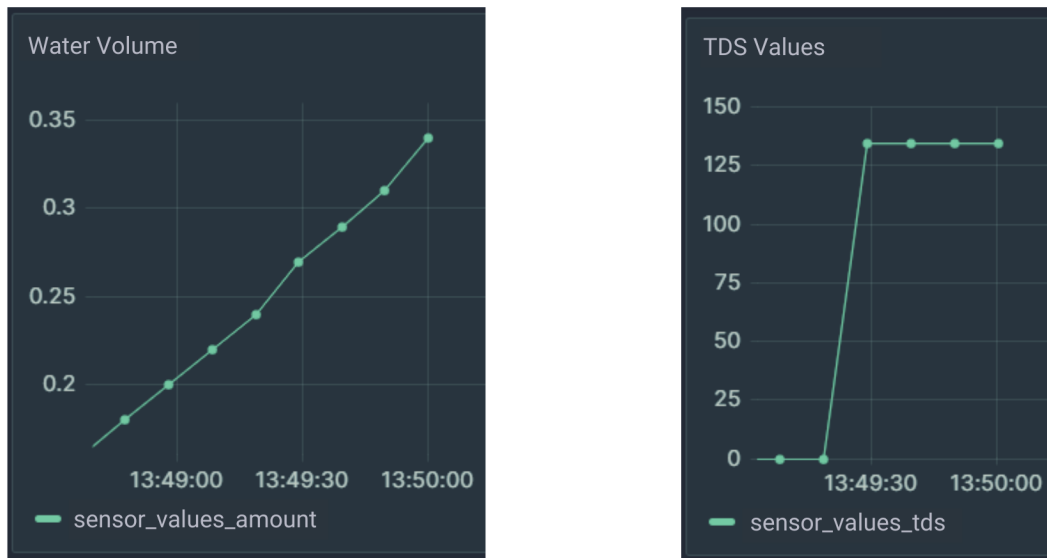 Water Volume
0.35
0.3
0.25
0.2
13:49:00 13:49:30 13:50:00
sensor_values_amount
TDS Values
150
125
100
75
50
25
0
13:49:30 13:50:00
sensor_values_tds